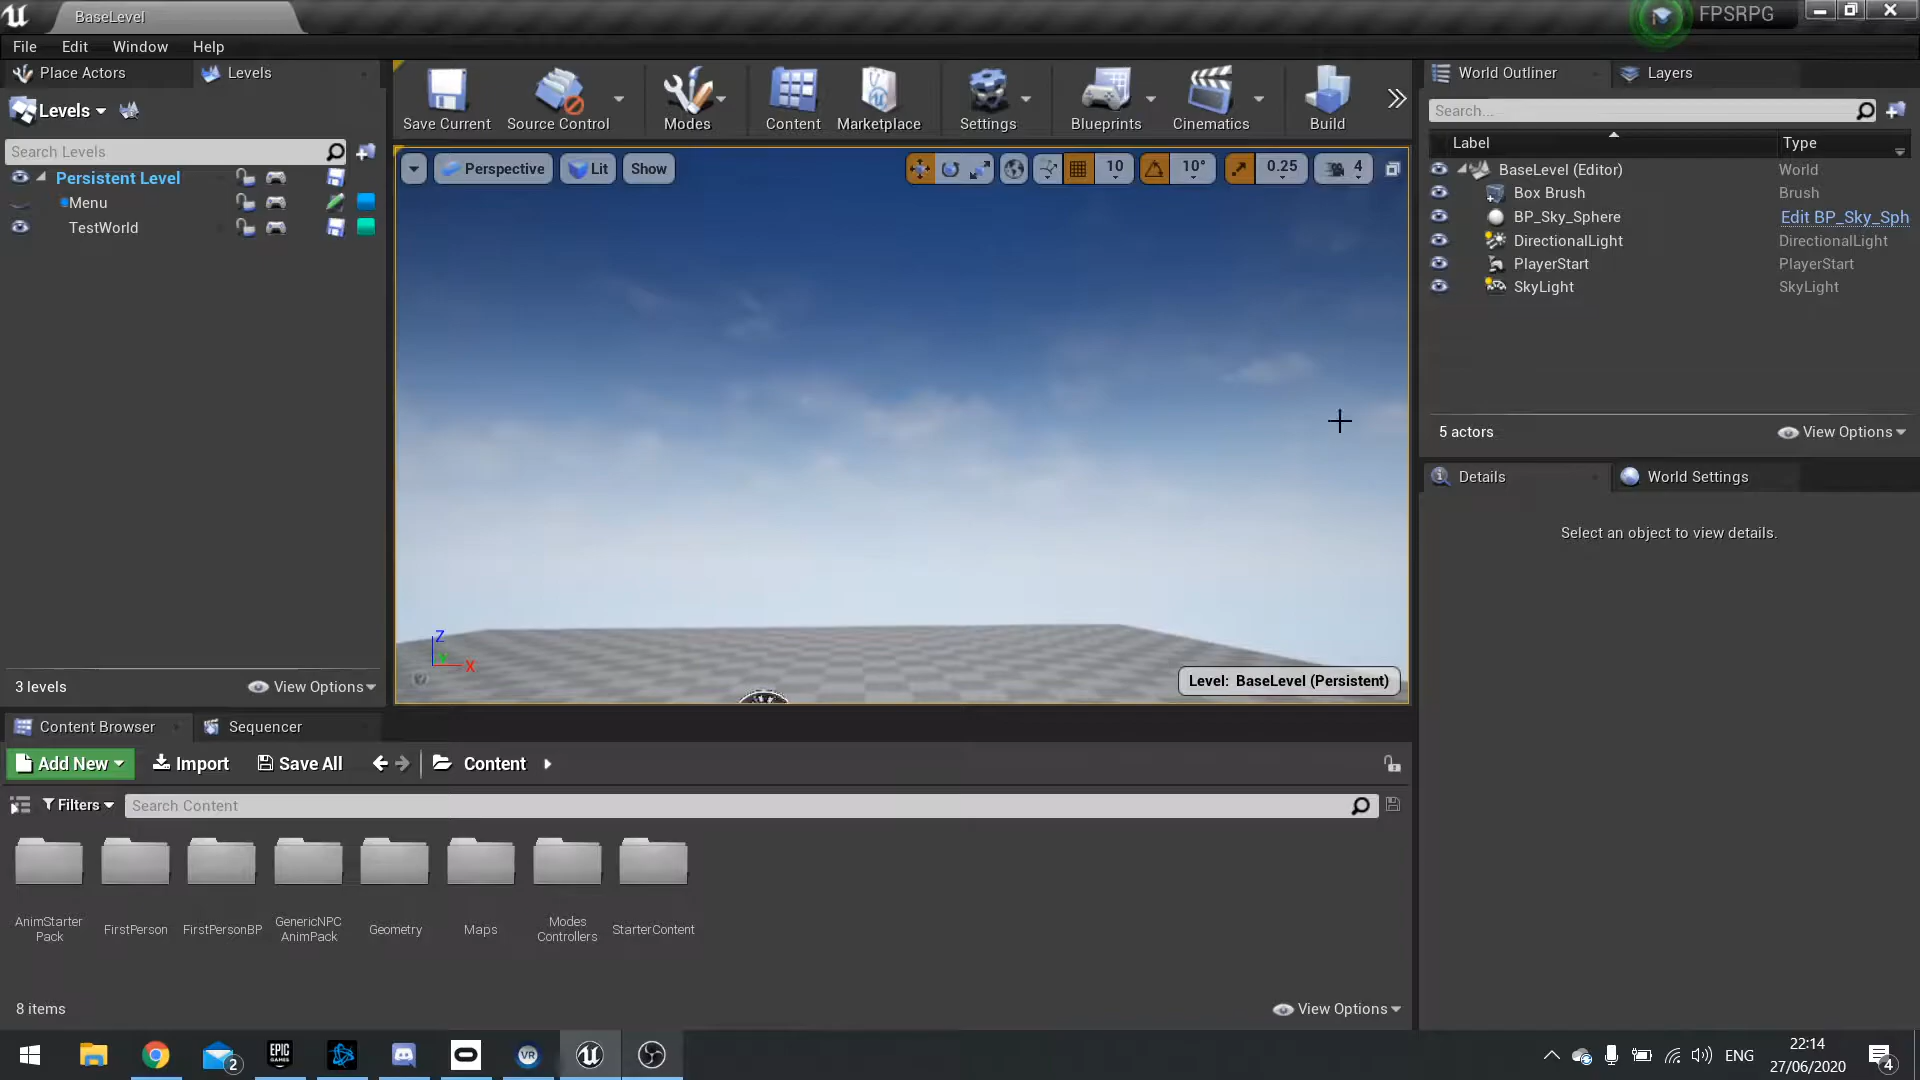 BaseLevel
FPSRPG
File Edit Window Help
Place Actors Levels
Levels
Search Levels
Persistent Level
Menu
TestWorld
3 levels View Options
Save Current Source Control Modes Content Marketplace Settings Blueprints Cinematics Build
Perspective Lit Show 10 10° 0.25 4
Z
X
Level: BaseLevel (Persistent)
World Outliner Layers
Search...
Label Type
BaseLevel (Editor) World
Box Brush Brush
BP_Sky_Sphere Edit BP_Sky_Sph
DirectionalLight DirectionalLight
PlayerStart PlayerStart
SkyLight SkyLight
5 actors View Options
Details World Settings
Select an object to view details.
Content Browser Sequencer
Add New Import Save All Content
Filters Search Content
AnimStarter
Pack
FirstPerson
FirstPersonBP
GenericNPC
AnimPack
Geometry
Maps
Modes
Controllers
StarterContent
8 items View Options
2
EPIC
GAMES
VR
ENG
22:14
27/06/2020
4